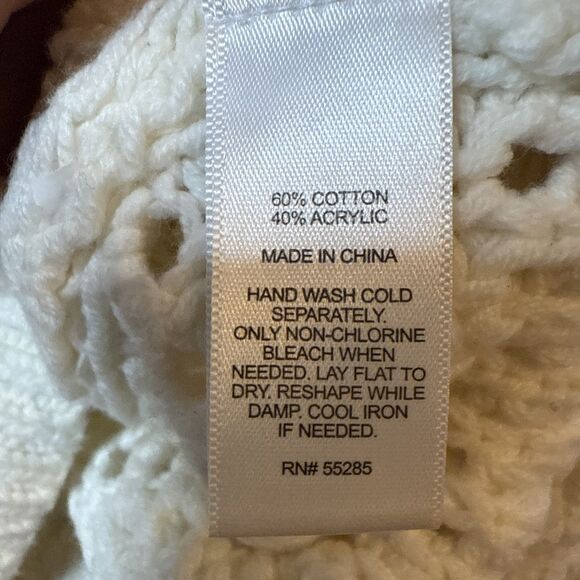 60% COTTON
40% ACRYLIC
MADE IN CHINA
HAND WASH COLD
SEPARATELY.
ONLY NON-CHLORINE
BLEACH WHEN
NEEDED. LAY FLAT TO
DRY. RESHAPE WHILE
DAMP. COOL IRON
IF NEEDED.
RN# 55285